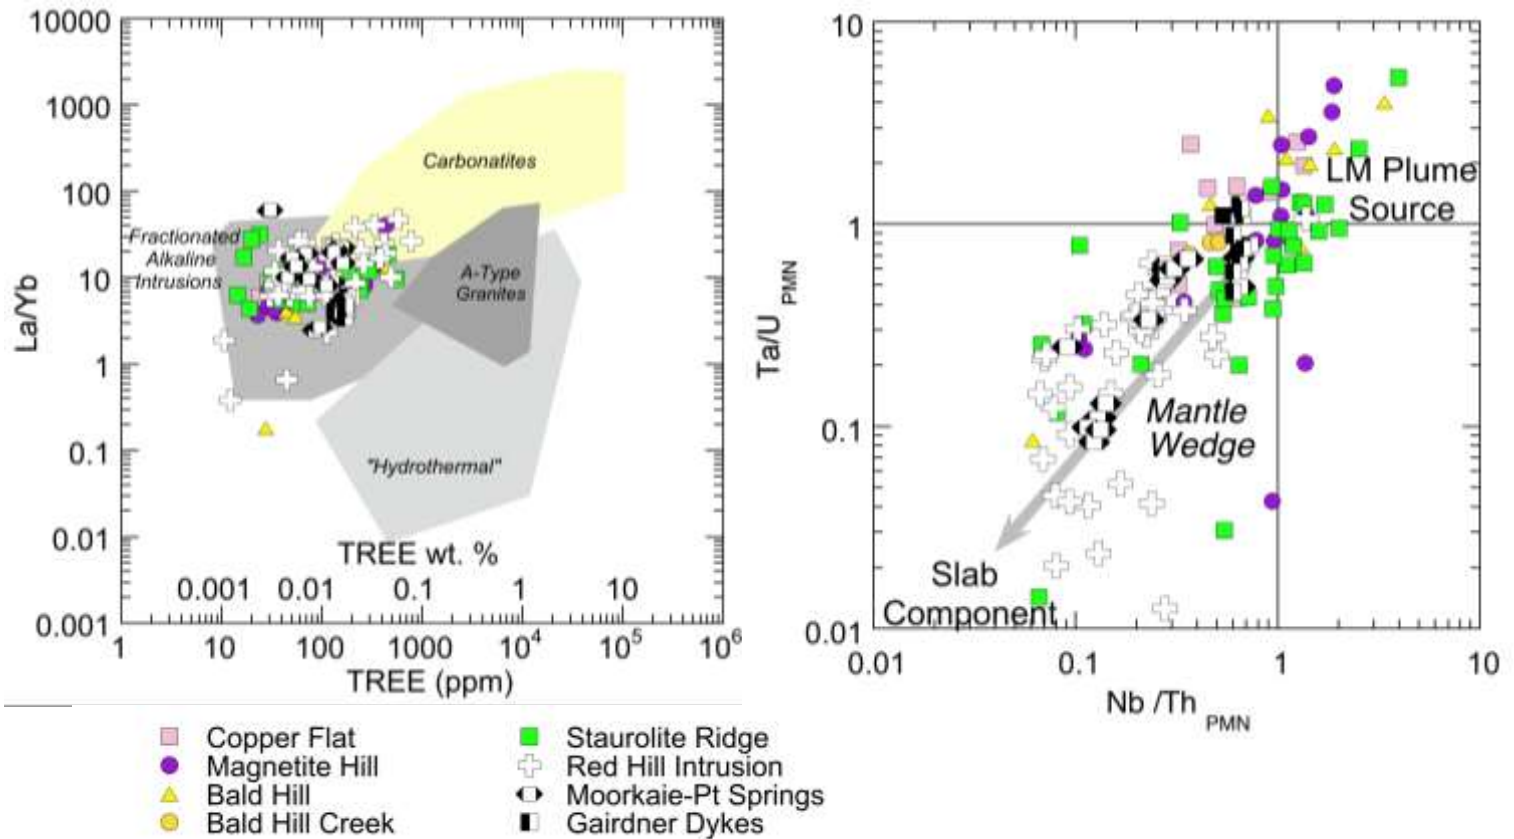 10000
1000
100
10
1
0.1
0.01
0.001
La/Yb
Carbonatites
Fractionated
Alkaline
Intrusions
A-Type
Granites
"Hydrothermal"
TREE wt. %
0.001 0.01 0.1 1 10
1 10 100 1000 10⁴ 10⁵ 10⁶
TREE (ppm)
10
1
0.1
0.01
Ta/U PMN
LM Plume
Source
Mantle
Wedge
Slab
Component
0.01 0.1 1 10
Nb /Th PMN
Copper Flat
Magnetite Hill
Bald Hill
Bald Hill Creek
Staurolite Ridge
Red Hill Intrusion
Moorkaie-Pt Springs
Gairdner Dykes